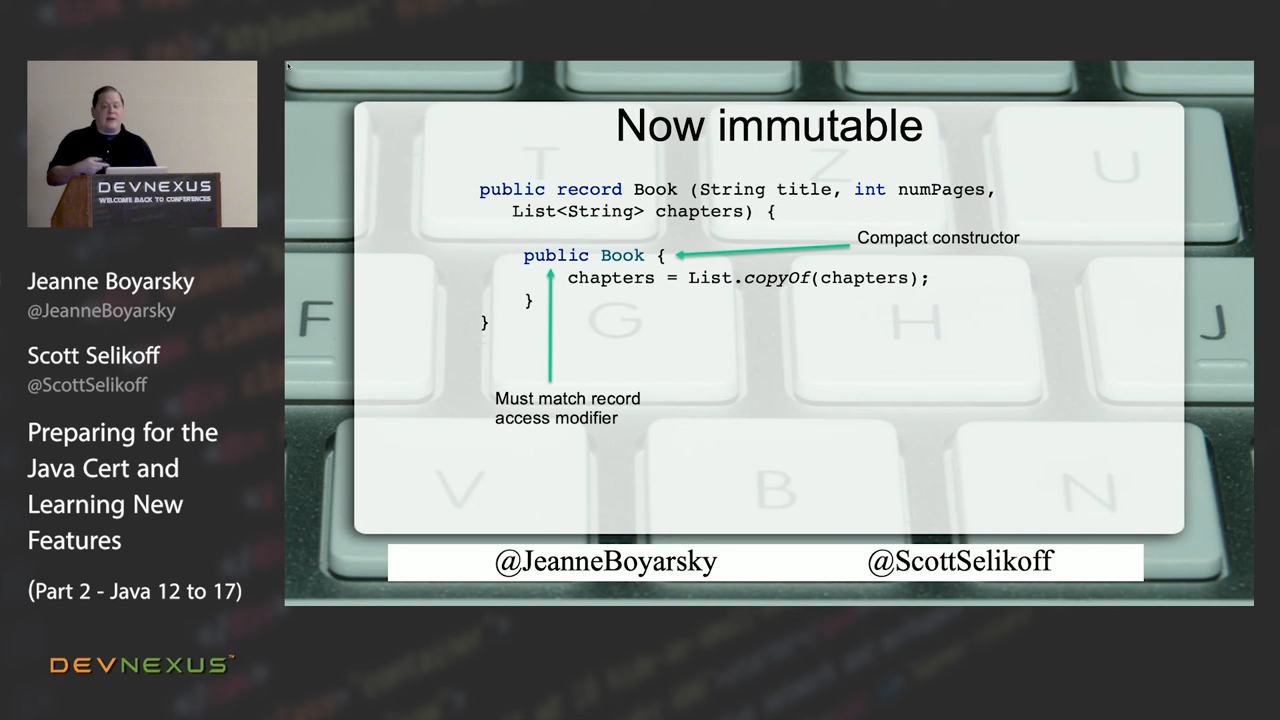 DEVNEXUS
WELCOME BACK TO CONFERENCES
Jeanne Boyarsky
@JeanneBoyarsky
Scott Selikoff
@ScottSelikoff
Preparing for the
Java Cert and
Learning New
Features
(Part 2 - Java 12 to 17)
DEVNEXUS™
Now immutable
public record Book (String title, int numPages,
List<String> chapters) {
Compact constructor
public Book {
chapters = List.copyOf(chapters);
}
}
Must match record
access modifier
T
Z
U
F
G
H
J
V
B
N
@JeanneBoyarsky @ScottSelikoff